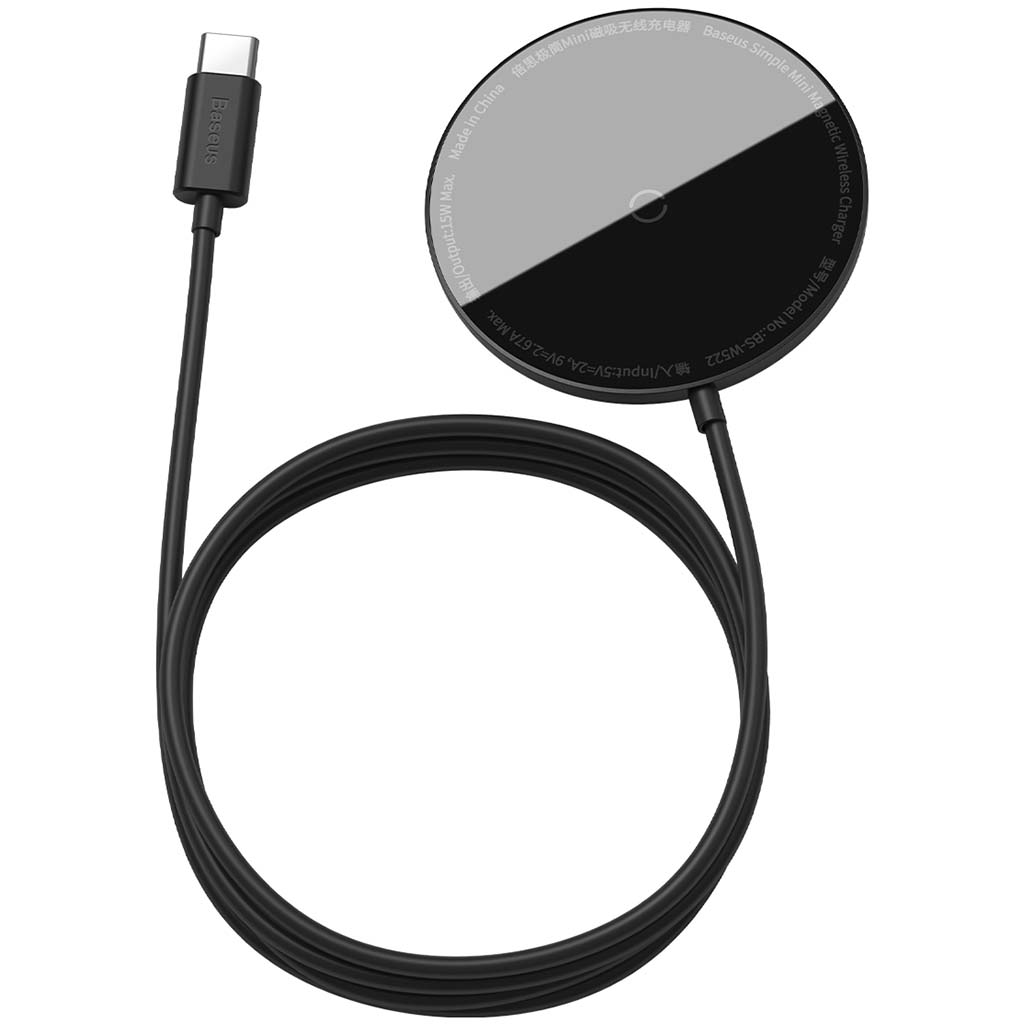 Baseus
倍思极简Mini磁吸无线充电器
Baseus Simple Mini Magnetic Wireless Charger
型号/Model No.:BS-W522
输入/Input:5V=2A, 9V=2.67A Max.
输出/Output:15W Max.
Made in China